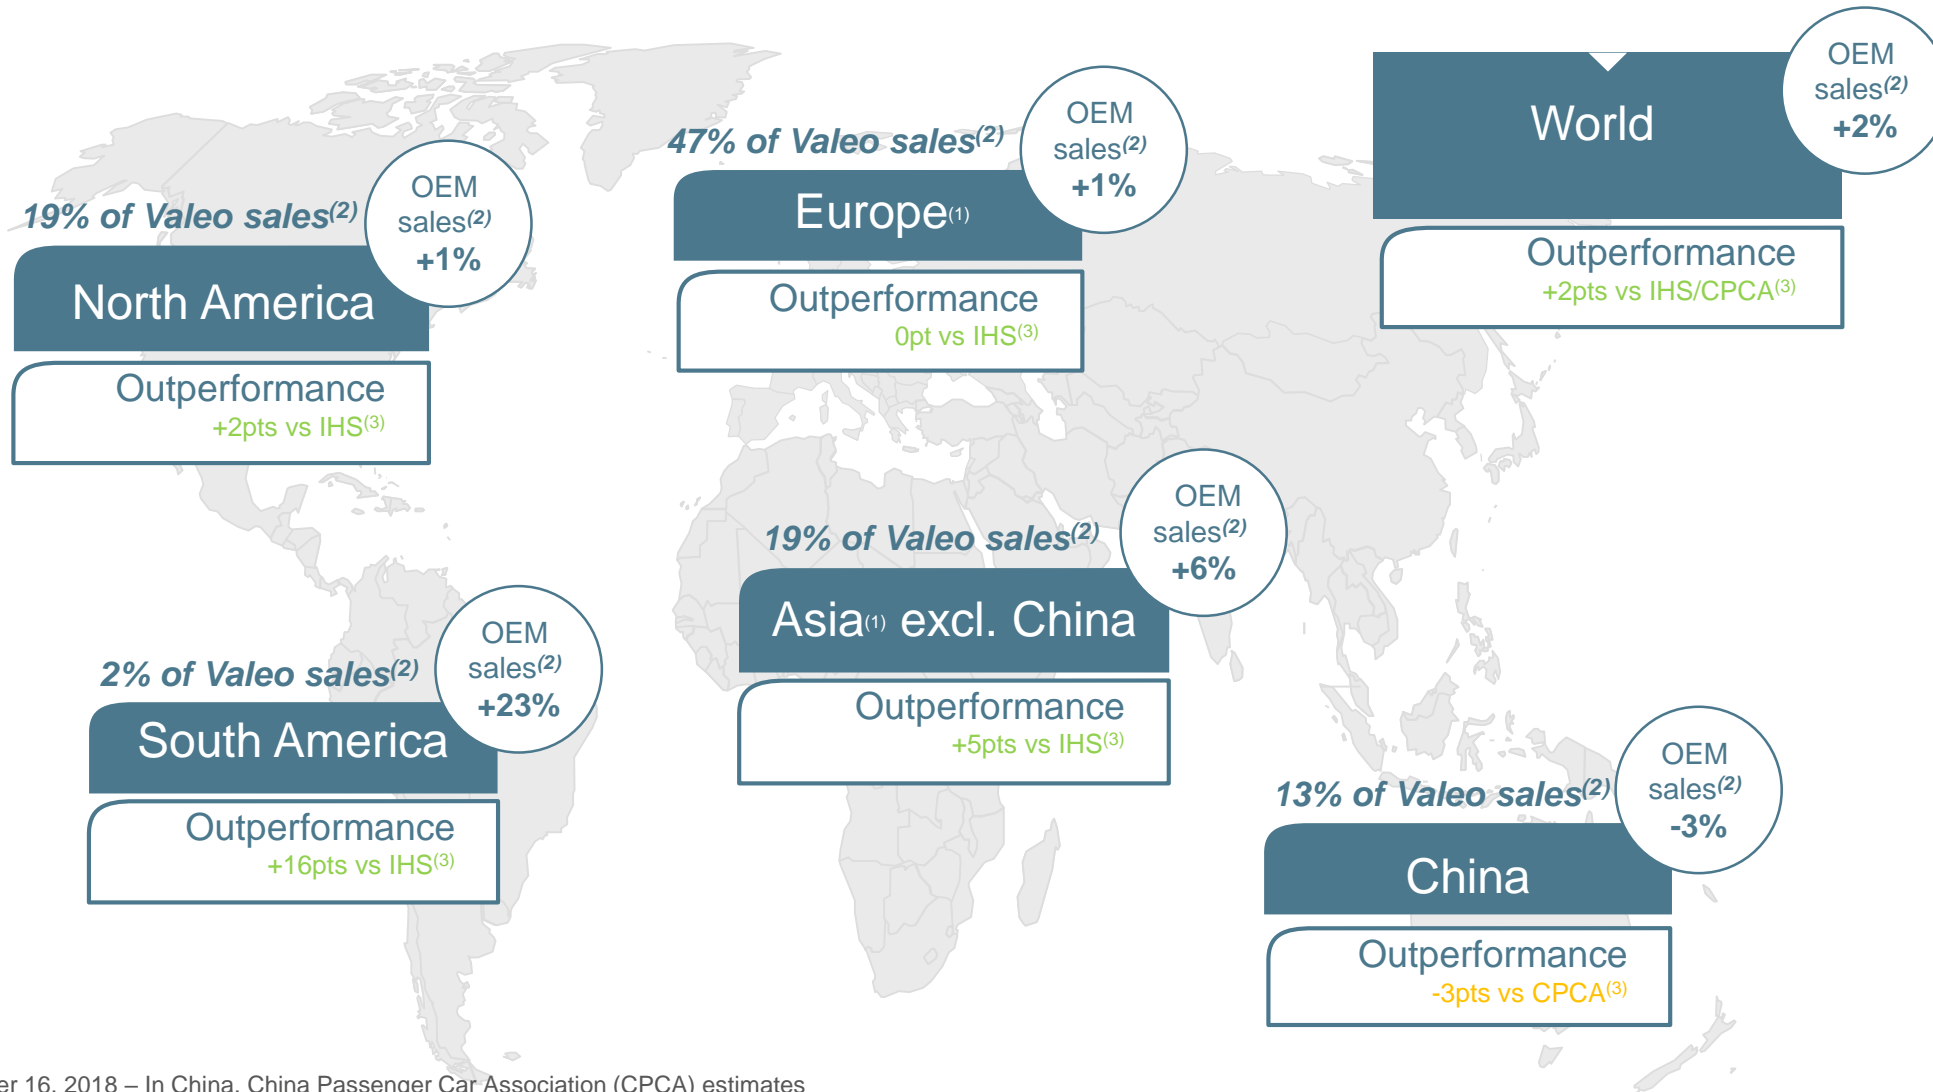 OEM
sales(2)
+2%
World
Outperformance
+2pts vs IHS/CPCA(3)
OEM
sales(2)
+1%
47% of Valeo sales(2)
Europe(1)
Outperformance
0pt vs IHS(3)
OEM
sales(2)
+1%
19% of Valeo sales(2)
North America
Outperformance
+2pts vs IHS(3)
OEM
sales(2)
+6%
19% of Valeo sales(2)
Asia(1) excl. China
Outperformance
+5pts vs IHS(3)
OEM
sales(2)
+23%
2% of Valeo sales(2)
South America
Outperformance
+16pts vs IHS(3)
OEM
sales(2)
-3%
13% of Valeo sales(2)
China
Outperformance
-3pts vs CPCA(3)
16, 2018 – In China, China Passenger Car Association (CPCA) estimates